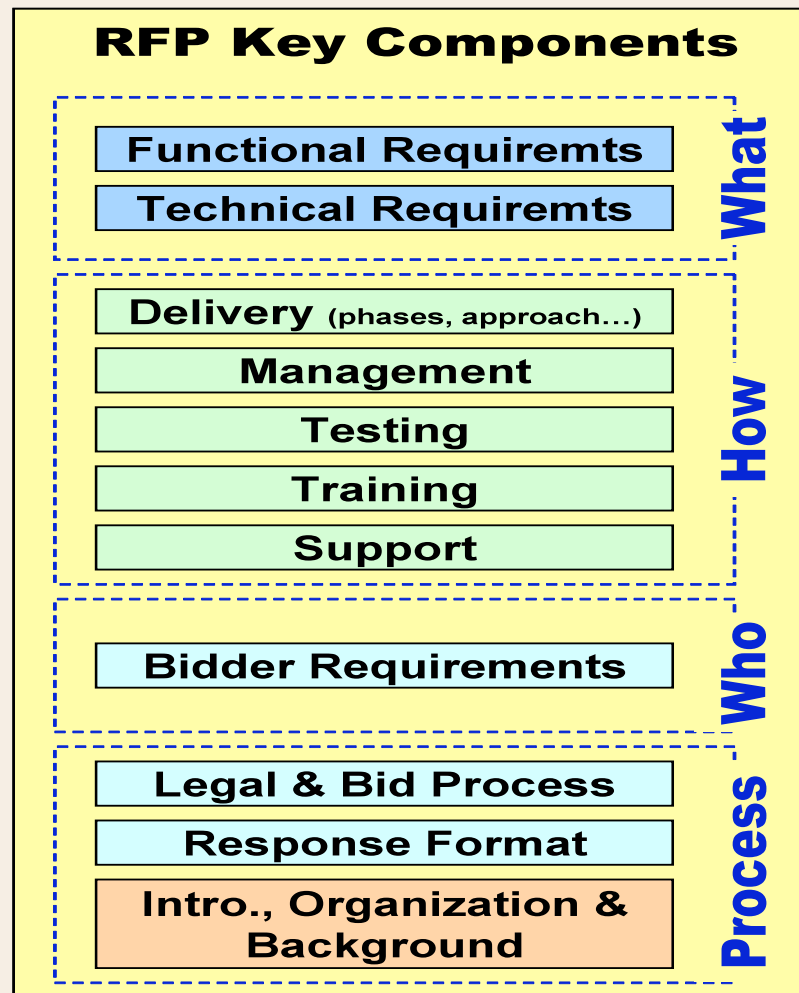 RFP Key Components
What
Functional Requiremts
Technical Requiremts
How
Delivery (phases, approach...)
Management
Testing
Training
Support
Who
Bidder Requirements
Process
Legal & Bid Process
Response Format
Intro., Organization &
Background